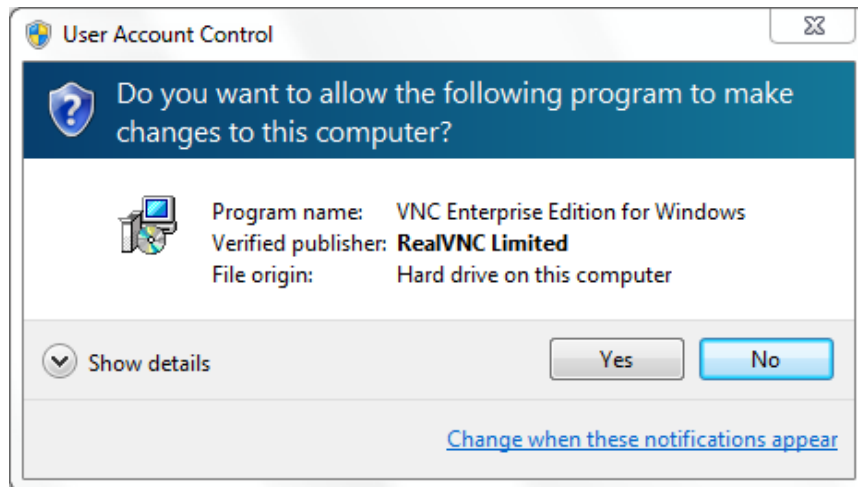 User Account Control
Do you want to allow the following program to make
changes to this computer?
Program name: VNC Enterprise Edition for Windows
Verified publisher: RealVNC Limited
File origin: Hard drive on this computer
Show details
Yes
No
Change when these notifications appear